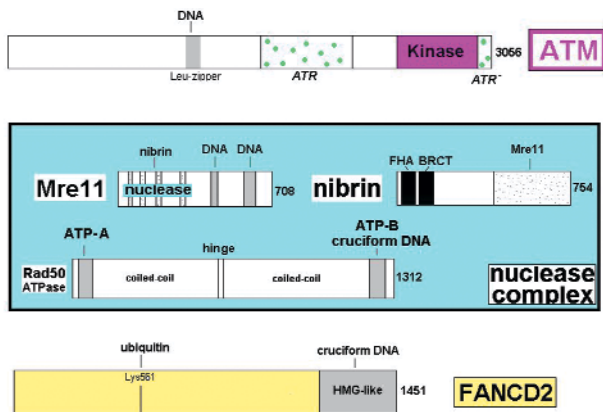 DNA
Kinase
3056
ATM
Leu-zipper
ATR
ATR-
nibrin
DNA
DNA
Mre11
nuclease
708
FHA
BRCT
Mre11
nibrin
754
ATP-A
hinge
ATP-B
cruciform DNA
Rad50
ATPase
coiled-coil
coiled-coil
1312
nuclease
complex
ubiquitin
cruciform DNA
Lys561
HMG-like
1451
FANCD2